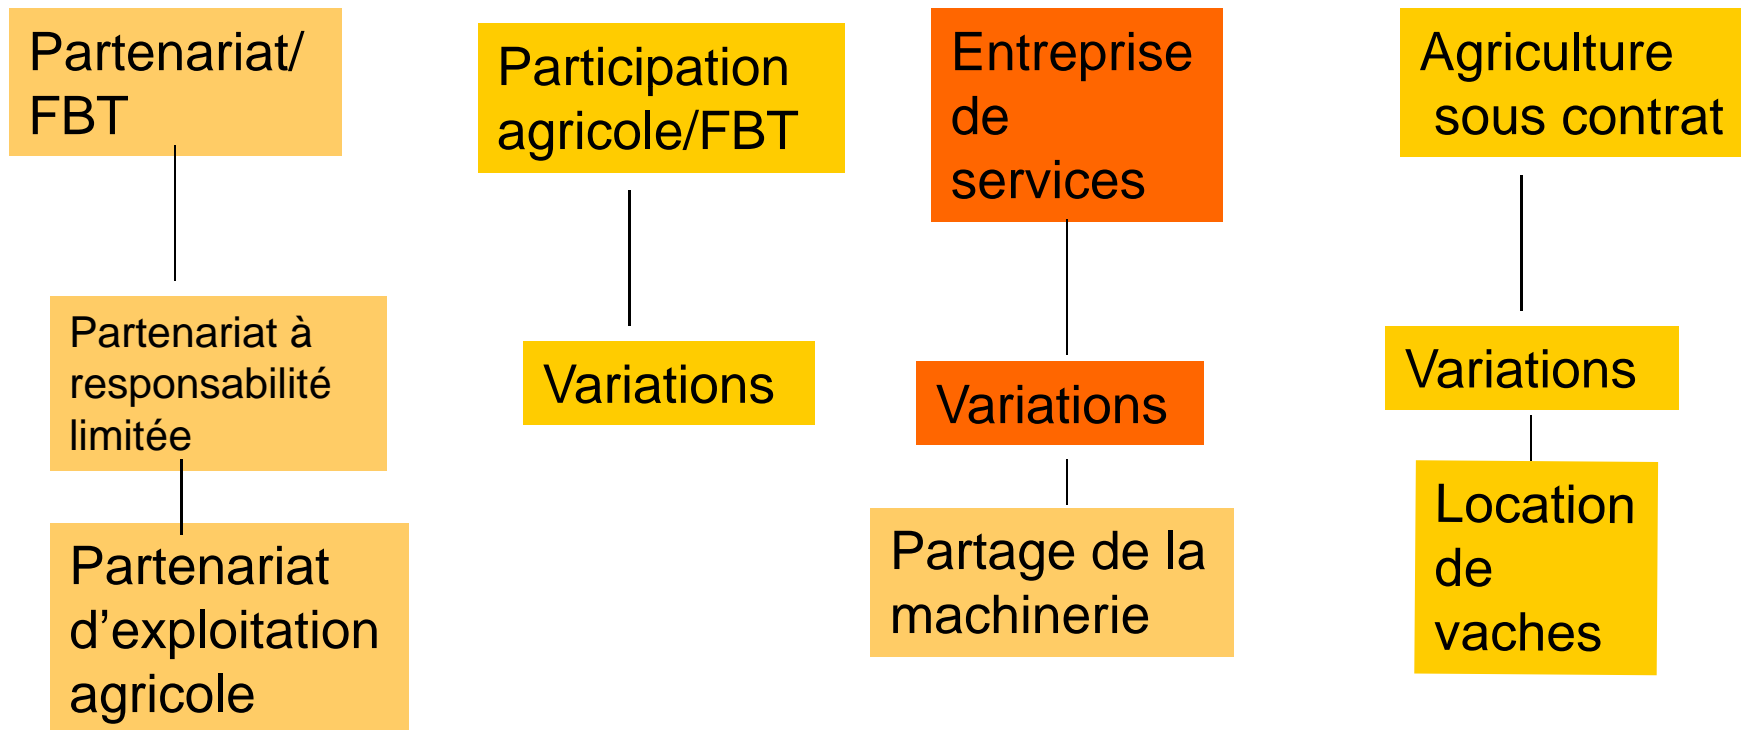 Partenariat/
FBT
Partenariat à
responsabilité
limitée
Partenariat
d’exploitation
agricole
Participation
agricole/FBT
Variations
Entreprise
de
services
Variations
Partage de la
machinerie
Agriculture
sous contrat
Variations
Location
de
vaches